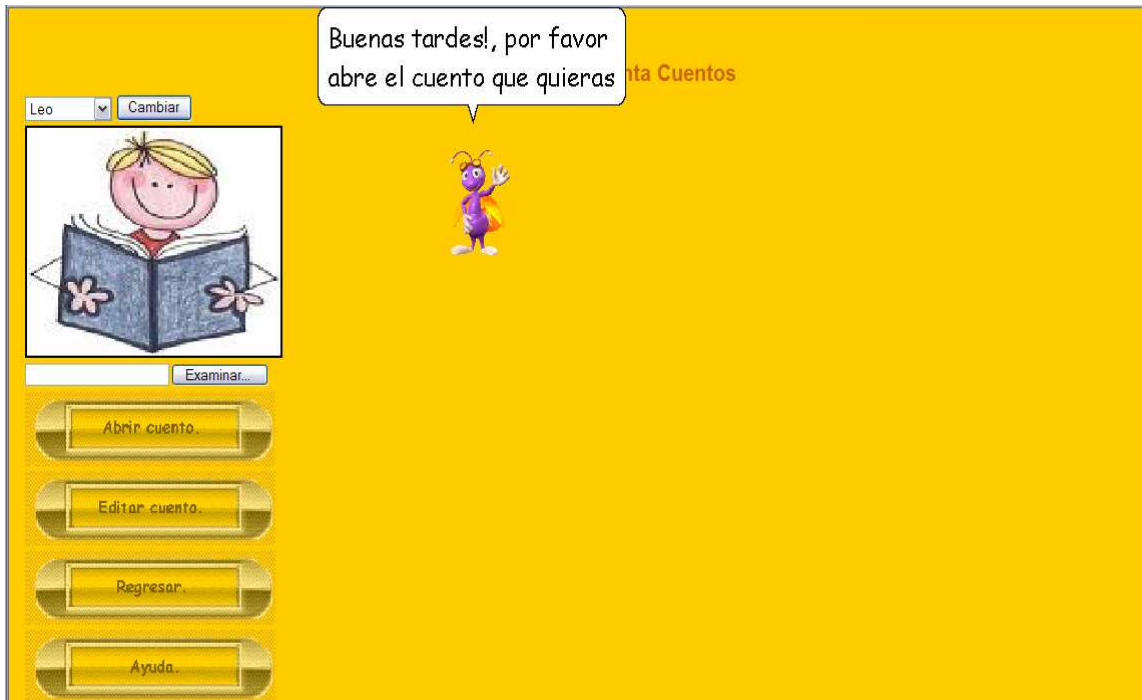 Buenas tardes!, por favor
abre el cuento que quieras
Cuentos
Leo
Cambiar
Examinar...
Abrir cuento.
Editar cuento.
Regresar.
Ayuda.